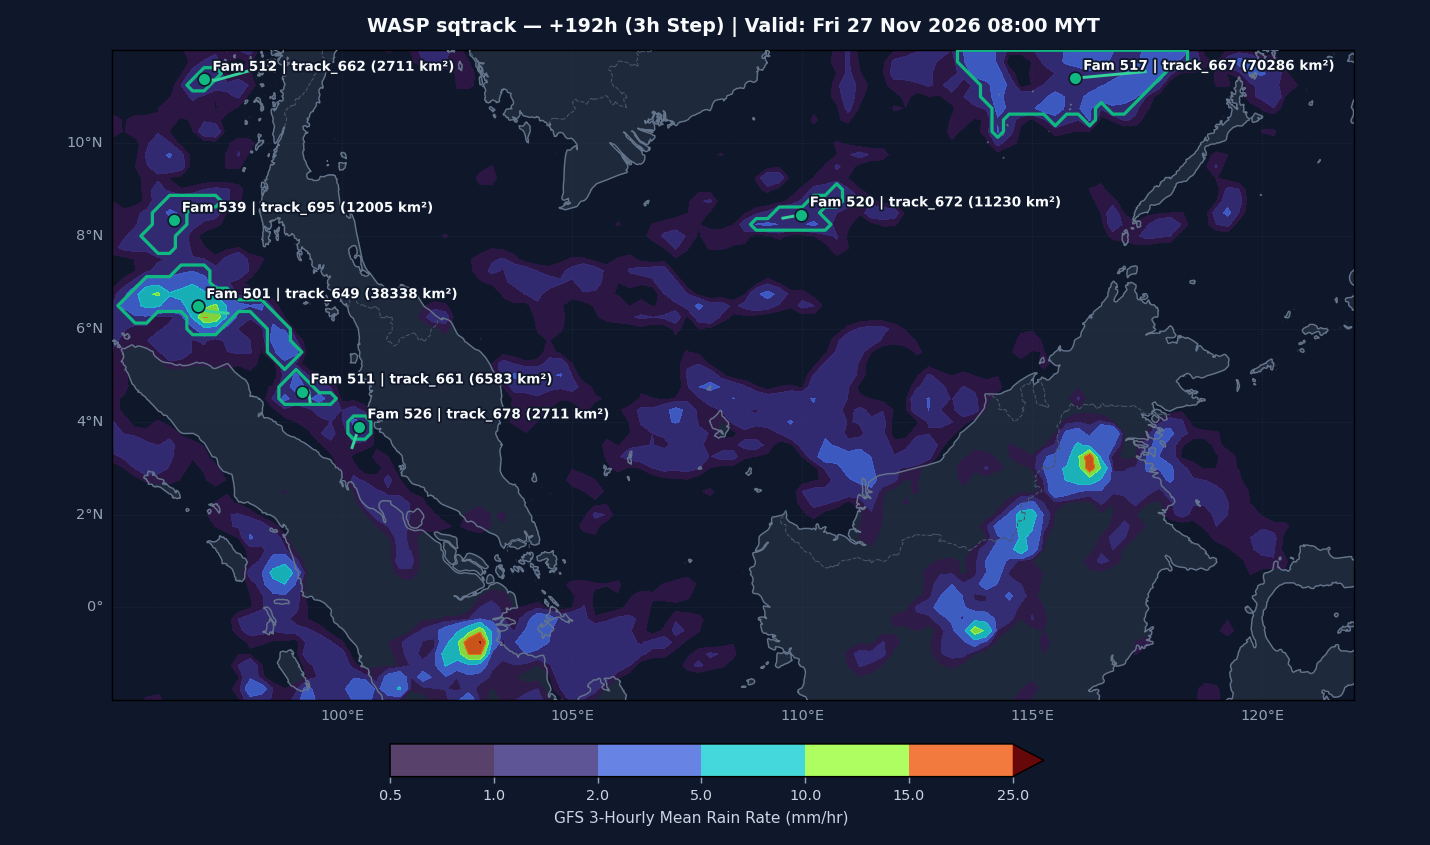 WASP sqtrack — +192h (3h Step) | Valid: Fri 27 Nov 2026 08:00 MYT
Fam 512 | track_662 (2711 km²)
Fam 517 | track_667 (70286 km²)
10°N
Fam 539 | track_695 (12005 km²)
Fam 520 | track_672 (11230 km²)
8°N
Fam 501 | track_649 (38338 km²)
6°N
Fam 511 | track_661 (6583 km²)
4°N
Fam 526 | track_678 (2711 km²)
2°N
0°
100°E 105°E 110°E 115°E 120°E
0.5 1.0 2.0 5.0 10.0 15.0 25.0
GFS 3-Hourly Mean Rain Rate (mm/hr)